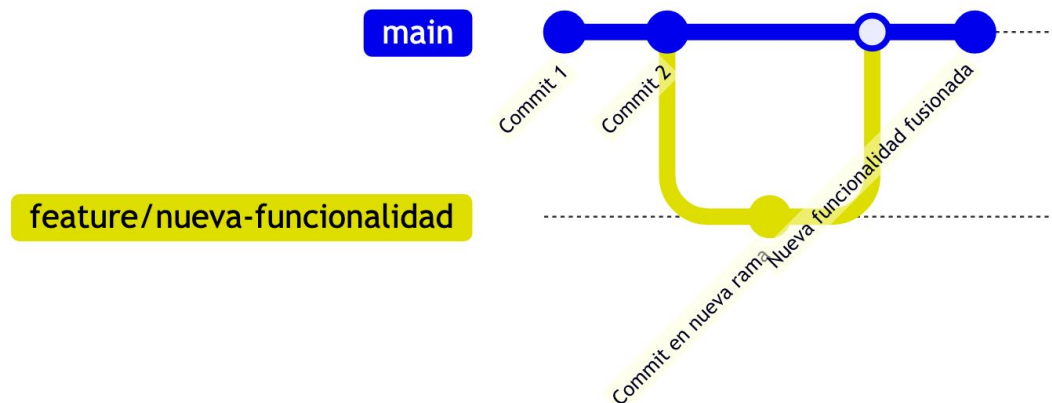 main
Commit 1
Commit 2
Nueva funcionalidad fusionada
feature/nueva-funcionalidad
Commit en nueva rama